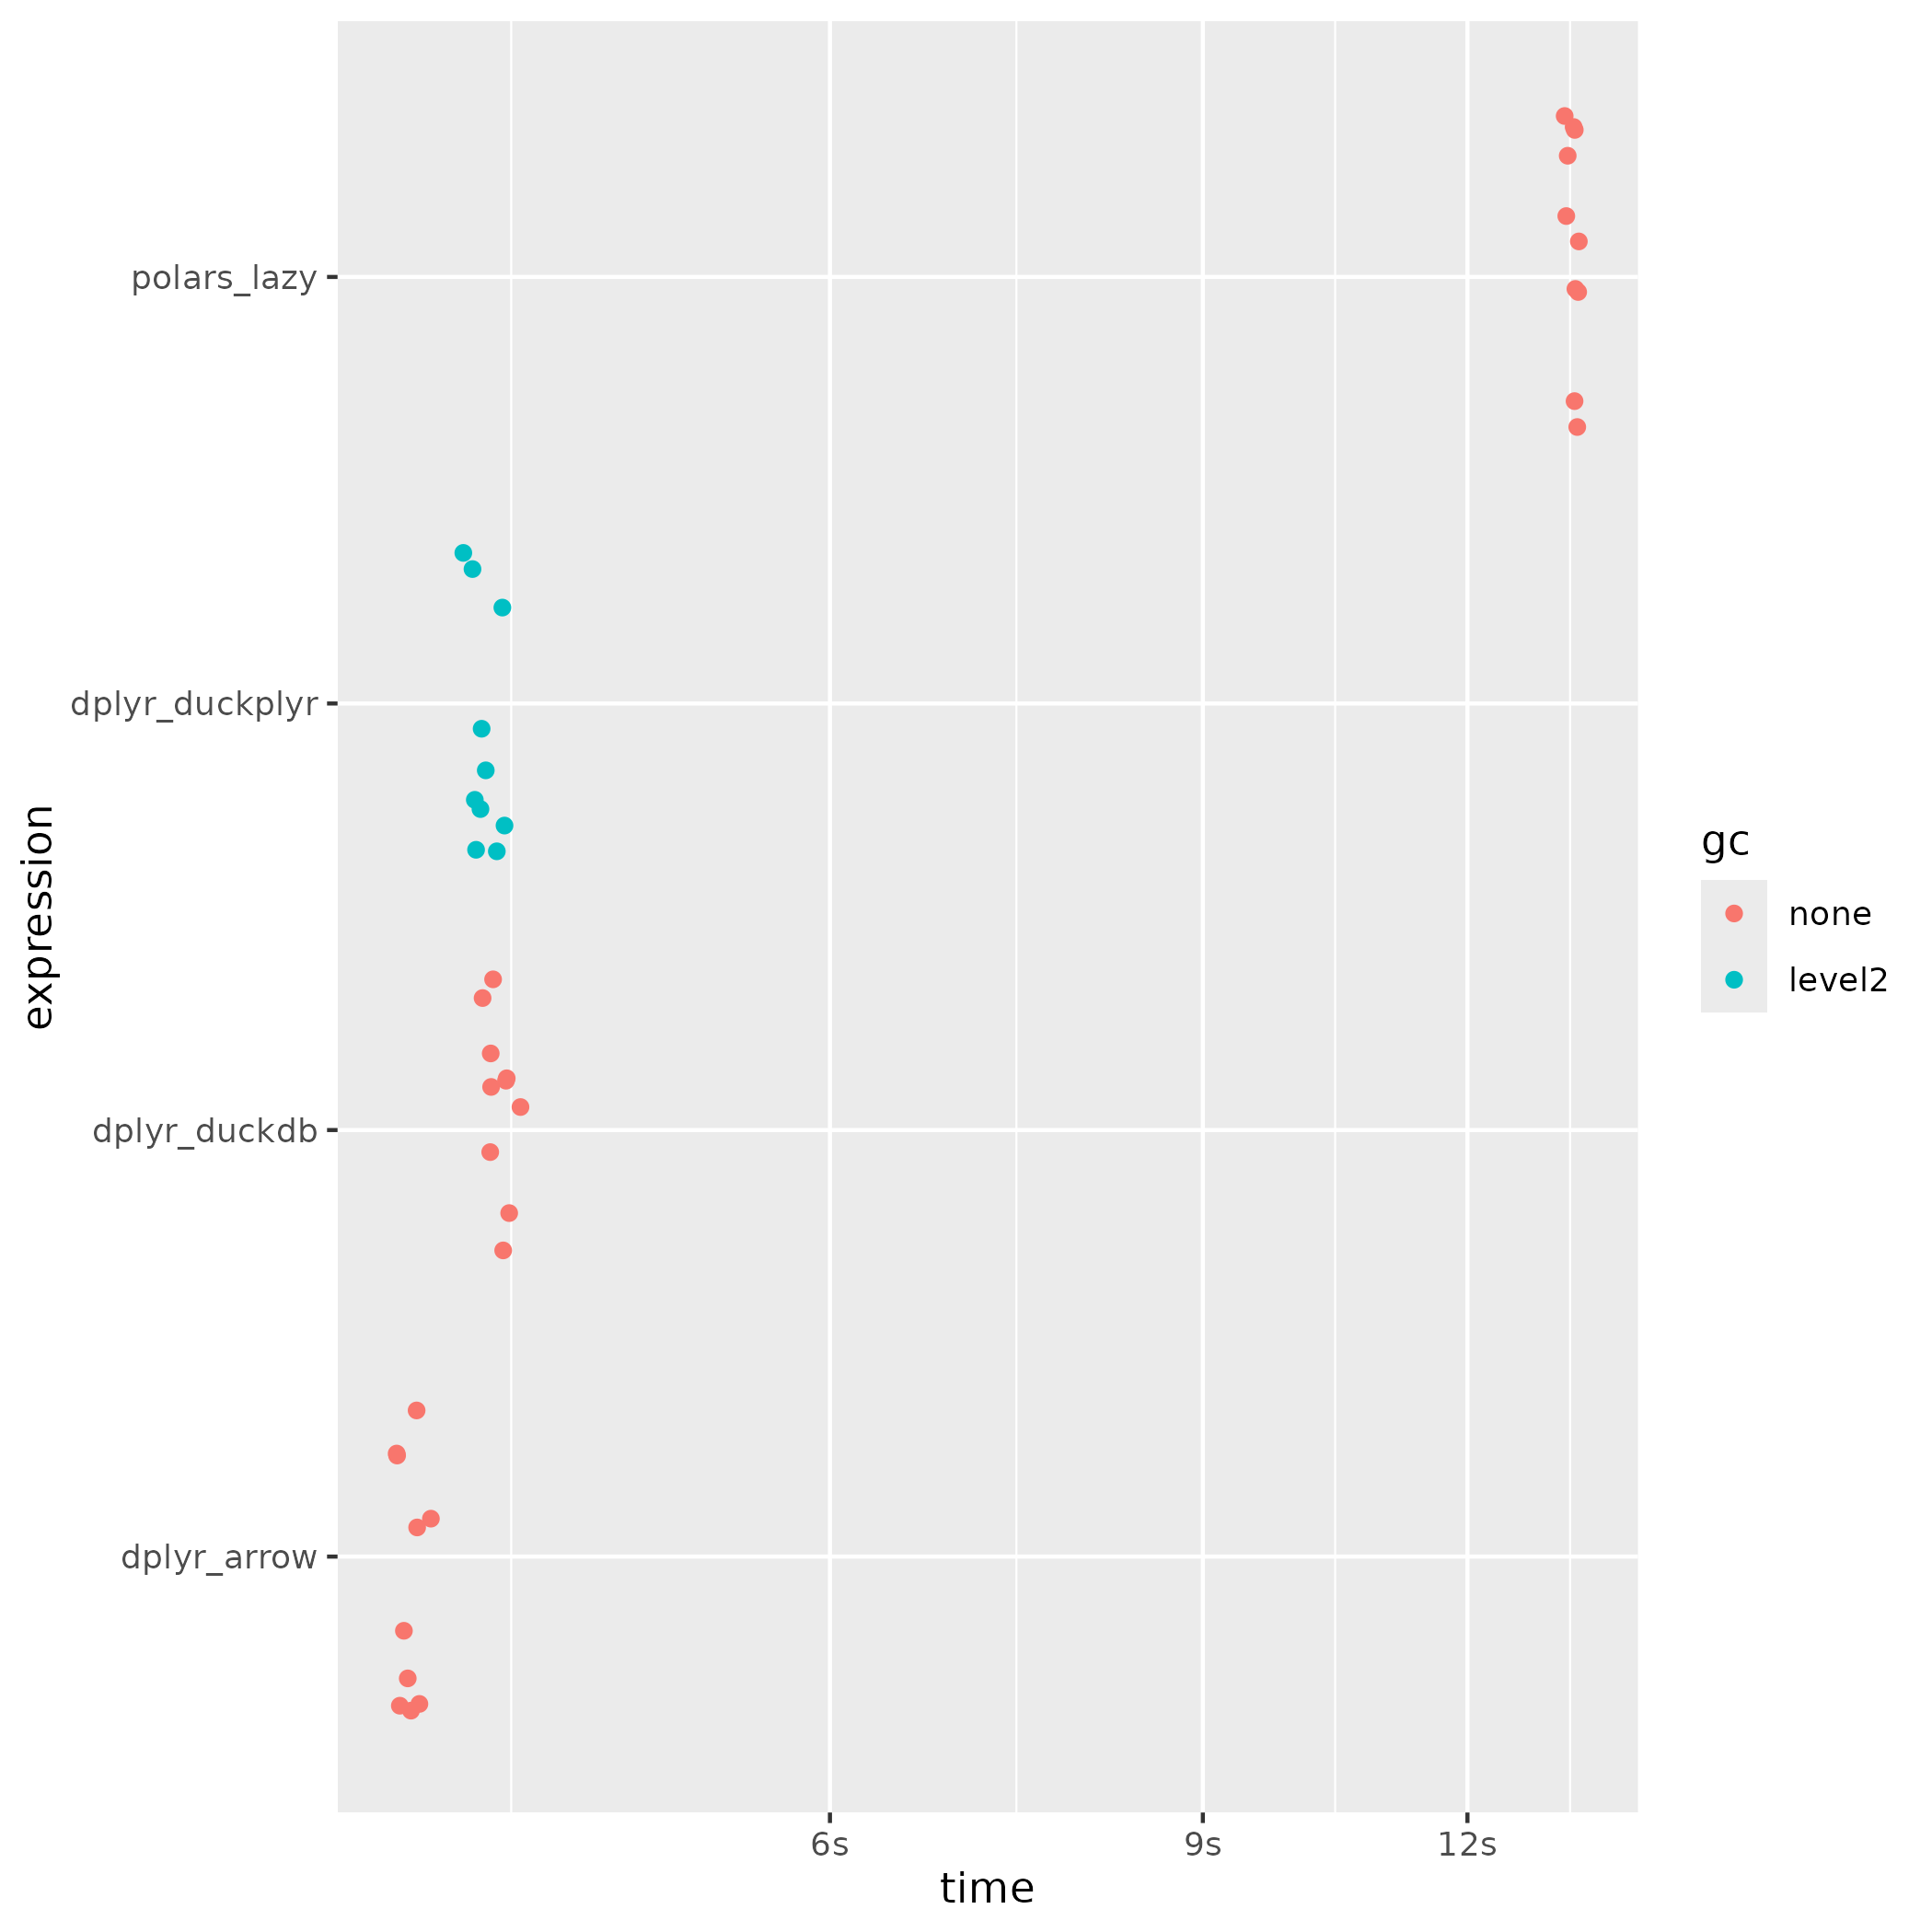 polars_lazy
dplyr_duckplyr
dplyr_duckdb
dplyr_arrow
expression
6s
9s
12s
time
gc
none
level2